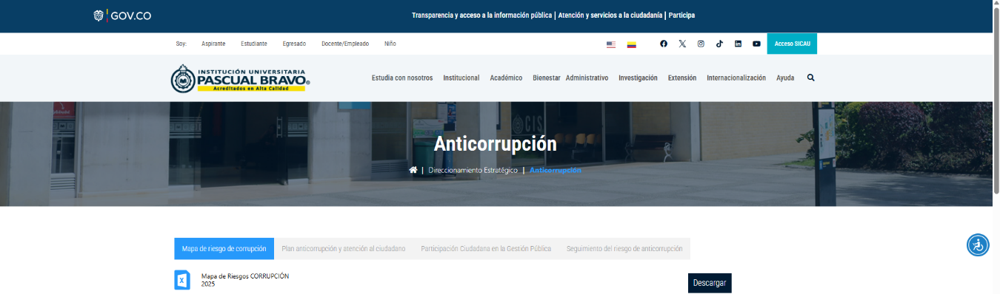 GOV.CO
Transparencia y acceso a la información pública | Atención y servicios a la ciudadanía | Participa
Soy: Aspirante Estudiante Egresado Docente/Empleado Niño Acceso SICAU
INSTITUCIÓN UNIVERSITARIA
PASCUAL BRAVO®
Acreditados en Alta Calidad
Estudia con nosotros Institucional Académico Bienestar Administrativo Investigación Extensión Internacionalización Ayuda
CIS
Anticorrupción
| Direccionamiento Estratégico | Anticorrupción
Mapa de riesgo de corrupción Plan anticorrupción y atención al ciudadano Participación Ciudadana en la Gestión Pública Seguimiento del riesgo de anticorrupción
Mapa de Riesgos CORRUPCIÓN
2025
Descargar